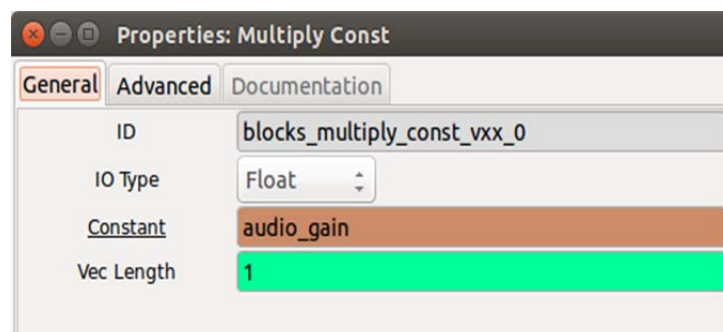 Properties: Multiply Const
General Advanced Documentation
ID blocks_multiply_const_vxx_0
IO Type Float
Constant audio_gain
Vec Length 1